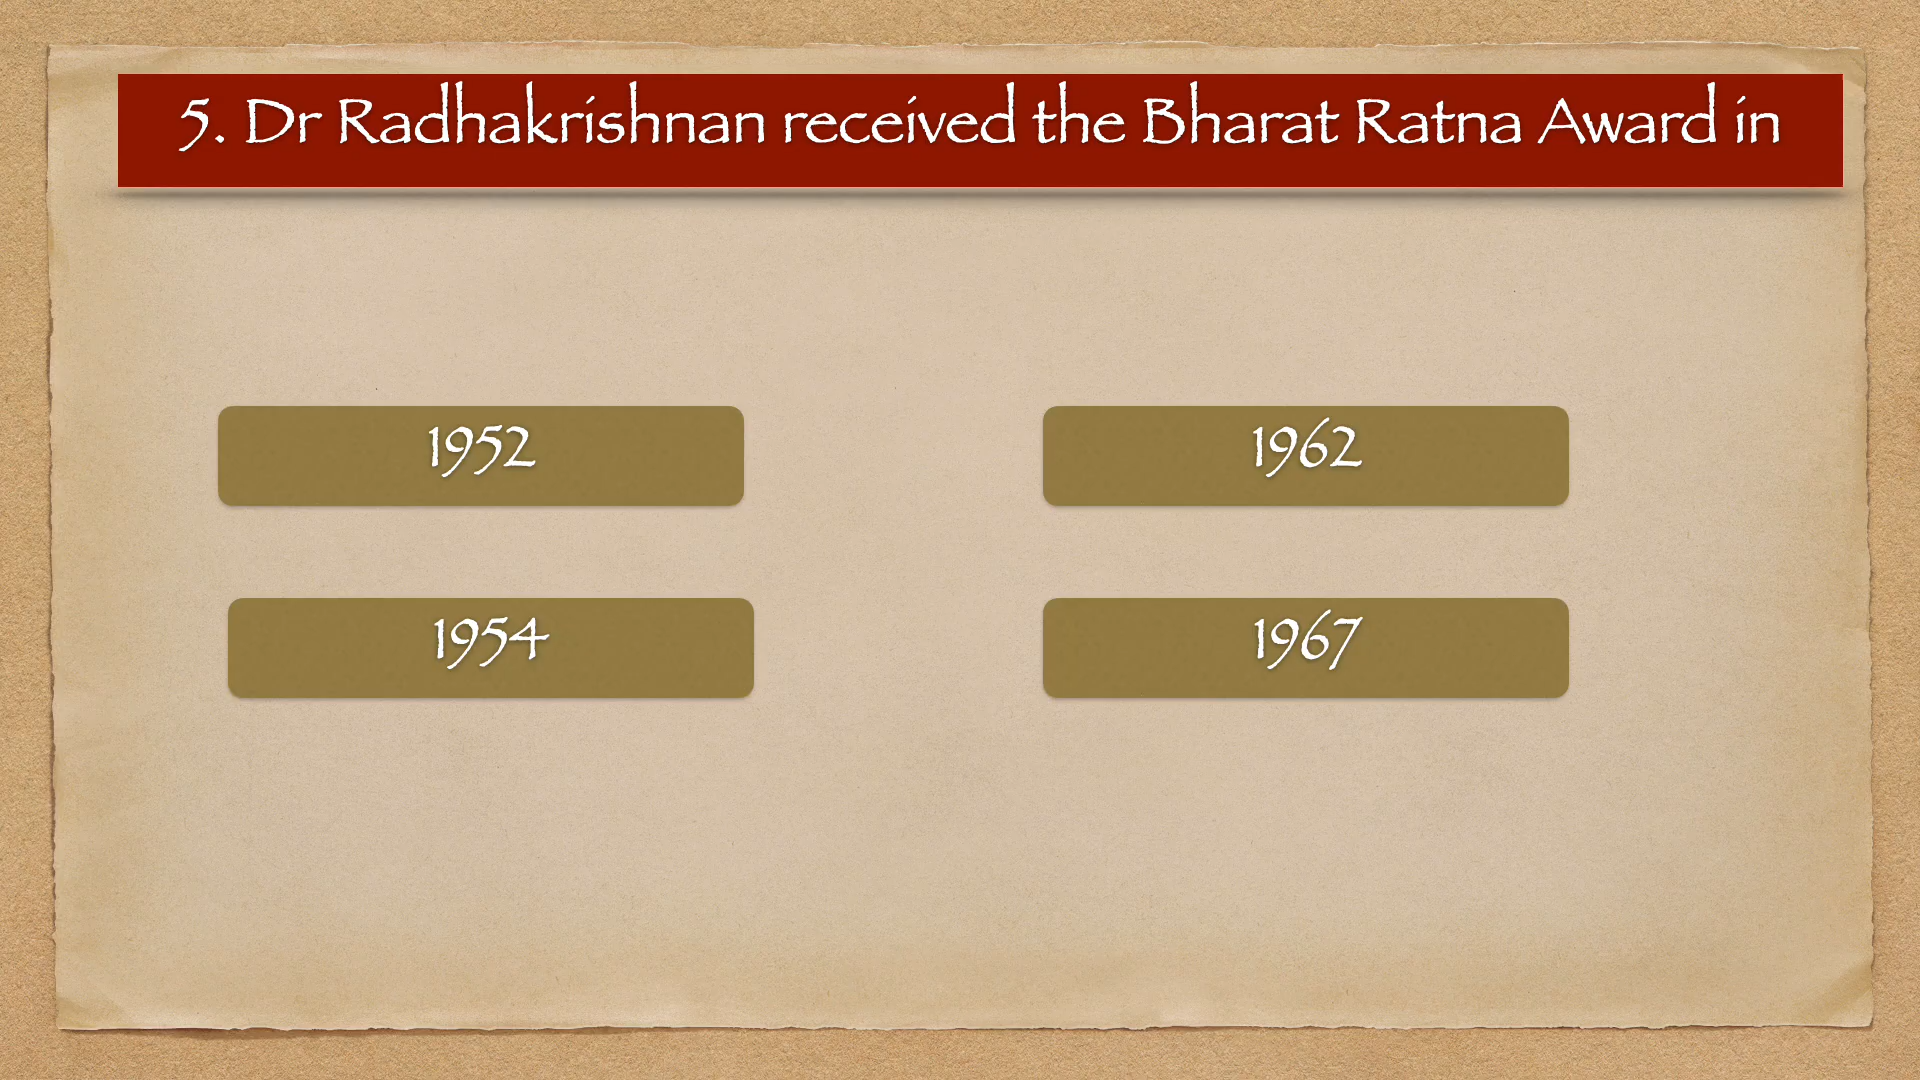 5. Dr Radhakrishnan received the Bharat Ratna Award in
1952
1962
1954
1967